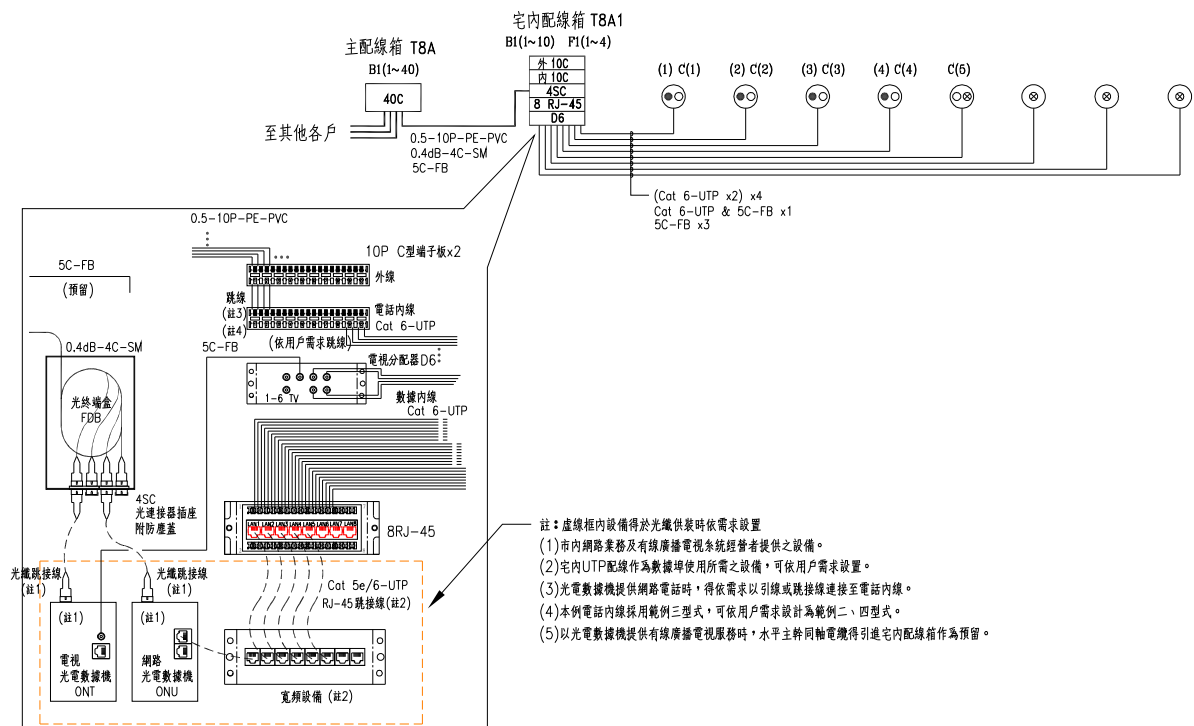 宅內配線箱 T8A1
主配線箱 T8A
B1(1~10) F1(1~4)
B1(1~40)
外 10C
內 10C
4SC
8 RJ-45
D6
40C
(1) C(1)
(2) C(2)
(3) C(3)
(4) C(4)
C(5)
至其他各戶
0.5-10P-PE-PVC
0.4dB-4C-SM
5C-FB
(Cat 6-UTP x2) x4
Cat 6-UTP & 5C-FB x1
5C-FB x3
0.5-10P-PE-PVC
10P C型端子板x2
外線
5C-FB
(預留)
跳線
(註3)
(註4)
電話內線
Cat 6-UTP
(依用戶需求跳線)
0.4dB-4C-SM
5C-FB
電視分配器D6
1-6 TV
數據內線
Cat 6-UTP
光終端盒
FDB
4SC
光連接器插座
附防塵蓋
LAN1 LAN2 LAN3 LAN4 LAN5 LAN6 LAN7 LAN8
8RJ-45
光纖跳接線
(註1)
光纖跳接線
(註1)
Cat 5e/6-UTP
RJ-45跳接線(註2)
(註1)
(註1)
電視
光電數據機
ONT
網路
光電數據機
ONU
寬頻設備 (註2)
註：虛線框內設備得於光纖供裝時依需求設置
(1)市內網路業務及有線廣播電視系統經營者提供之設備。
(2)宅內UTP配線作為數據埠使用所需之設備，可依用戶需求設置。
(3)光電數據機提供網路電話時，得依需求以引線或跳接線連接至電話內線。
(4)本例電話內線採用範例三型式，可依用戶需求設計為範例二、四型式。
(5)以光電數據機提供有線廣播電視服務時，水平主幹同軸電纜得引進宅內配線箱作為預留。